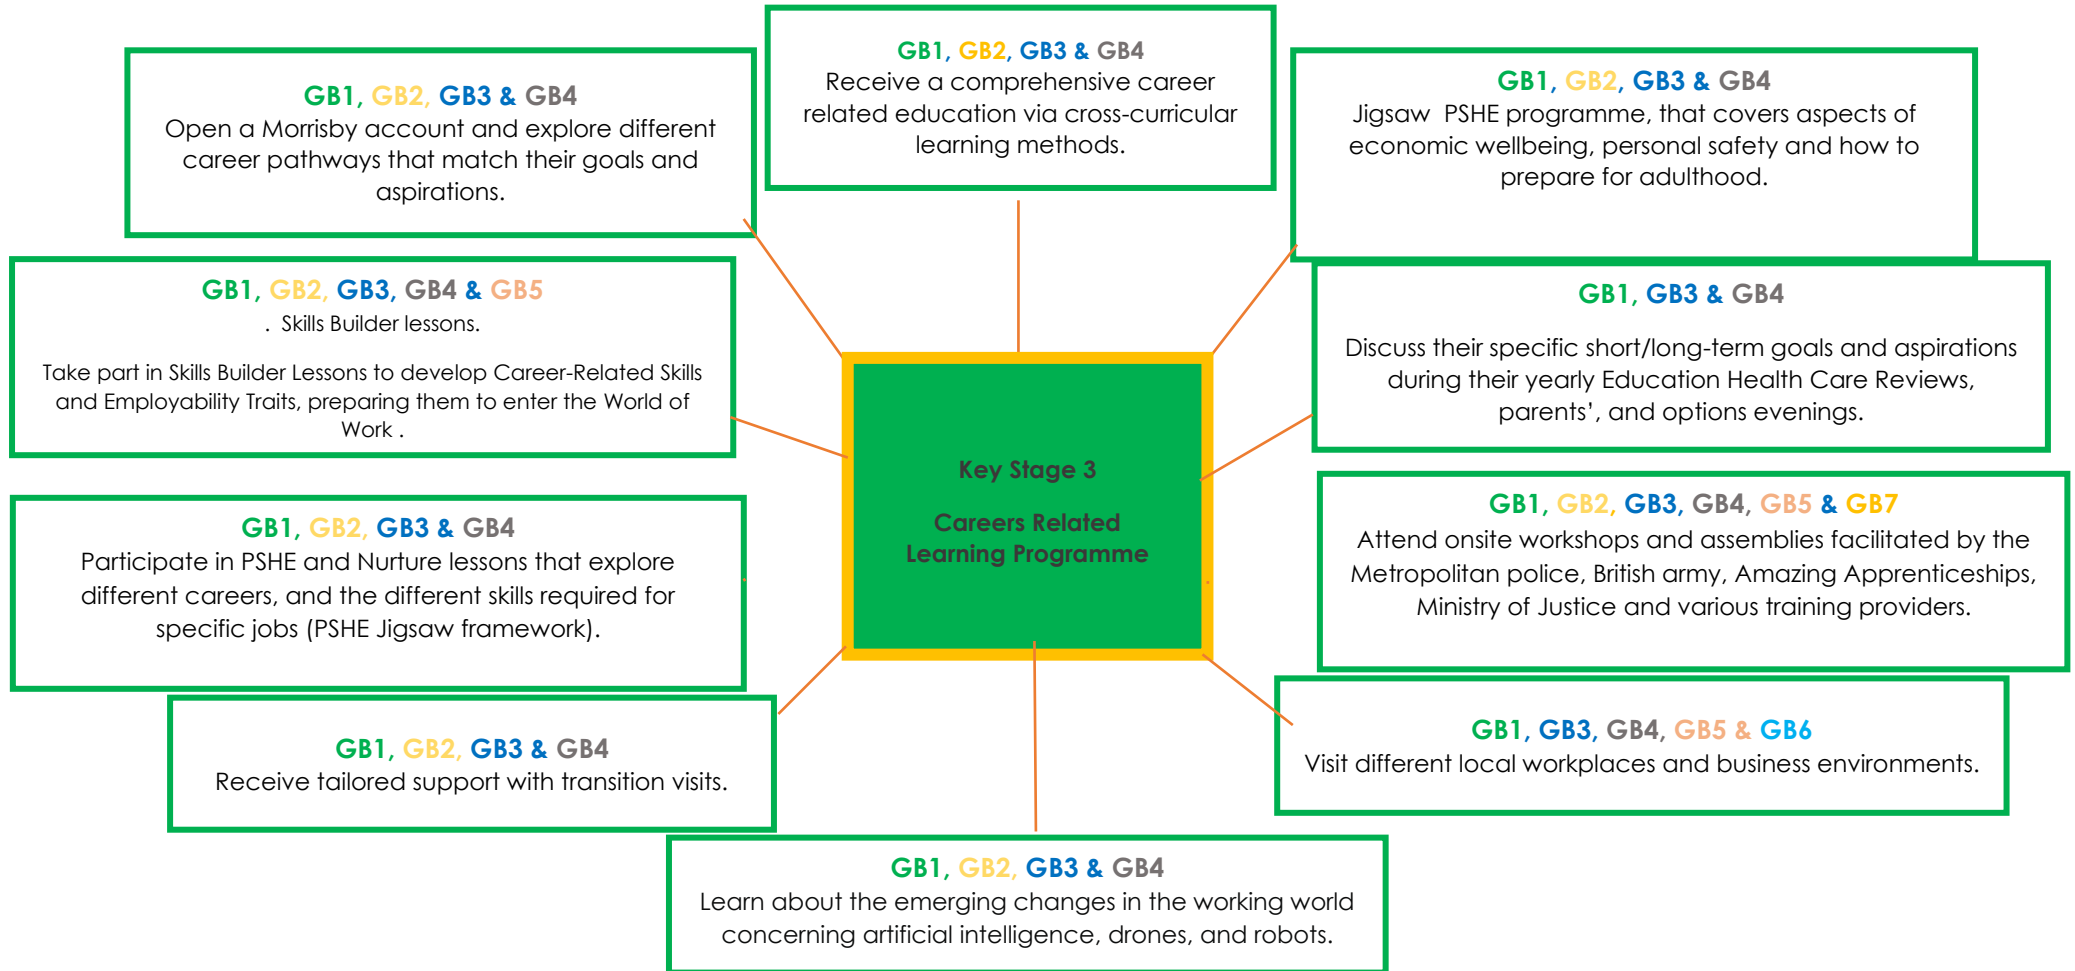 GB1, GB2, GB3 & GB4
Receive a comprehensive career
related education via cross-curricular
learning methods.
GB1, GB2, GB3 & GB4
Open a Morrisby account and explore different
career pathways that match their goals and
aspirations.
GB1, GB2, GB3 & GB4
Jigsaw PSHE programme, that covers aspects of
economic wellbeing, personal safety and how to
prepare for adulthood.
GB1, GB2, GB3, GB4 & GB5
. Skills Builder lessons.
Take part in Skills Builder Lessons to develop Career-Related Skills
and Employability Traits, preparing them to enter the World of
Work .
GB1, GB3 & GB4
Discuss their specific short/long-term goals and aspirations
during their yearly Education Health Care Reviews,
parents’, and options evenings.
Key Stage 3
Careers Related
Learning Programme
GB1, GB2, GB3 & GB4
Participate in PSHE and Nurture lessons that explore
different careers, and the different skills required for
specific jobs (PSHE Jigsaw framework).
GB1, GB2, GB3, GB4, GB5 & GB7
Attend onsite workshops and assemblies facilitated by the
Metropolitan police, British army, Amazing Apprenticeships,
Ministry of Justice and various training providers.
GB1, GB2, GB3 & GB4
Receive tailored support with transition visits.
GB1, GB3, GB4, GB5 & GB6
Visit different local workplaces and business environments.
GB1, GB2, GB3 & GB4
Learn about the emerging changes in the working world
concerning artificial intelligence, drones, and robots.